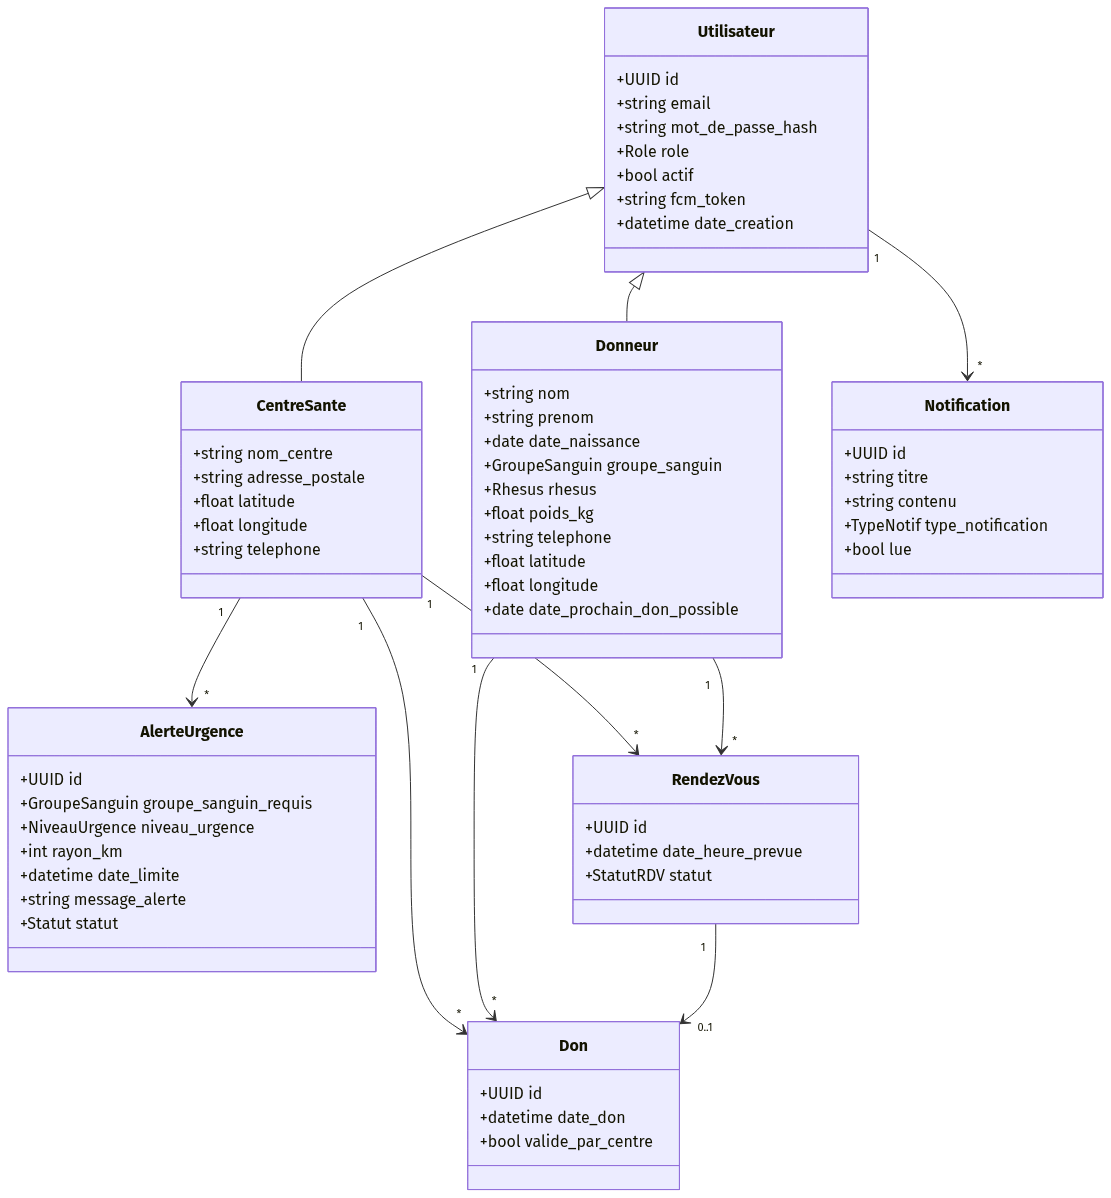 Utilisateur
+UUID id
+string email
+string mot_de_passe_hash
+Role role
+bool actif
+string fcm_token
+datetime date_creation
1
*
Donneur
+string nom
+string prenom
+date date_naissance
+GroupeSanguin groupe_sanguin
+Rhesus rhesus
+float poids_kg
+string telephone
+float latitude
+float longitude
+date date_prochain_don_possible
CentreSante
+string nom_centre
+string adresse_postale
+float latitude
+float longitude
+string telephone
Notification
+UUID id
+string titre
+string contenu
+TypeNotif type_notification
+bool lue
1
1
1
1
1
*
*
*
AlerteUrgence
+UUID id
+GroupeSanguin groupe_sanguin_requis
+NiveauUrgence niveau_urgence
+int rayon_km
+datetime date_limite
+string message_alerte
+Statut statut
RendezVous
+UUID id
+datetime date_heure_prevue
+StatutRDV statut
1
*
*
0..1
Don
+UUID id
+datetime date_don
+bool valide_par_centre